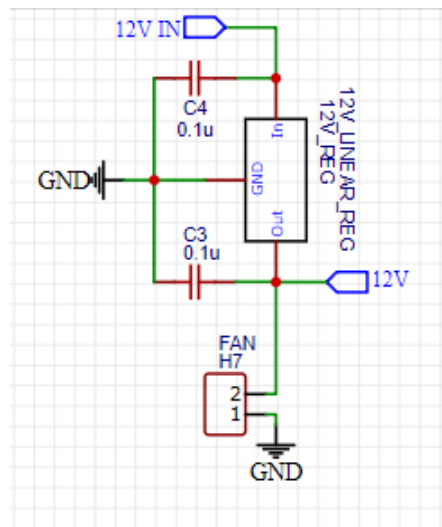 12V IN
C4
0.1u
In
12V_LINEAR_REG
12V_REG
GND
GND
Out
C3
0.1u
12V
FAN
H7
2
1
GND